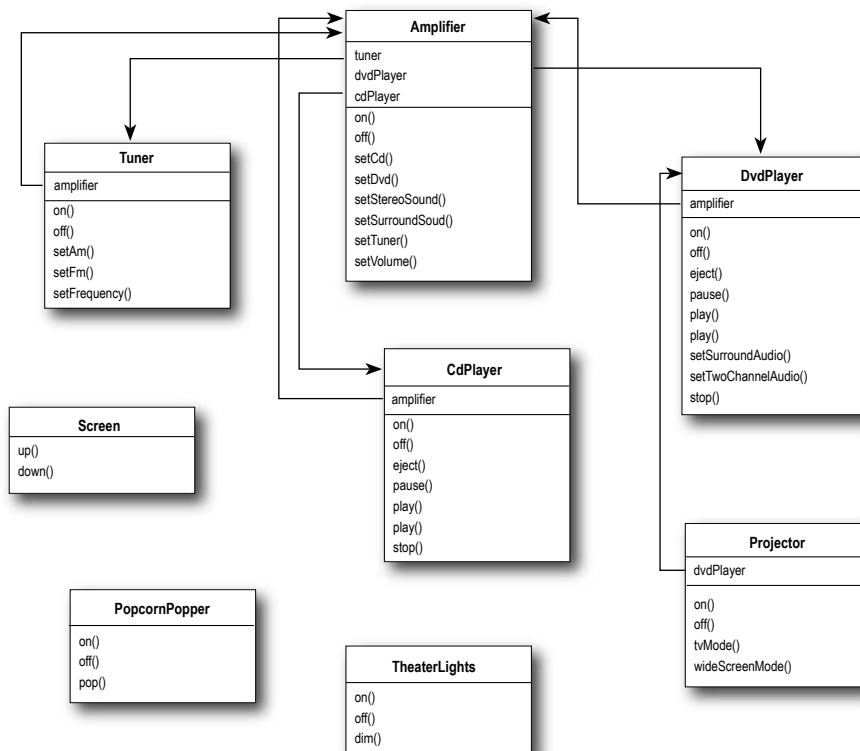 Amplifier
tuner
dvdPlayer
cdPlayer
on()
off()
setCd()
setDvd()
setStereoSound()
setSurroundSoud()
setTuner()
setVolume()
Tuner
amplifier
on()
off()
setAm()
setFm()
setFrequency()
DvdPlayer
amplifier
on()
off()
eject()
pause()
play()
play()
setSurroundAudio()
setTwoChannelAudio()
stop()
CdPlayer
amplifier
on()
off()
eject()
pause()
play()
play()
stop()
Screen
up()
down()
Projector
dvdPlayer
on()
off()
tvMode()
wideScreenMode()
PopcornPopper
on()
off()
pop()
TheaterLights
on()
off()
dim()